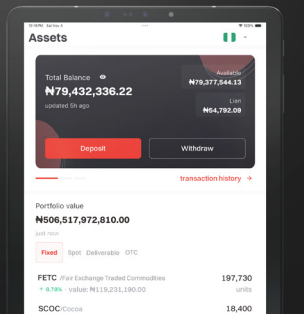 Assets
Total Balance
₦79,432,336.22
updated 5h ago
Available
₦79,377,544.13
Lien
₦54,792.09
Deposit
Withdraw
transaction history →
Portfolio value
₦506,517,972,810.00
just now
Fixed Spot Deliverable OTC
FETC /Fair Exchange Traded Commodities
197,730
8.78% - value: ₦119,231,190.00
units
SCOC/Cocoa
18,400